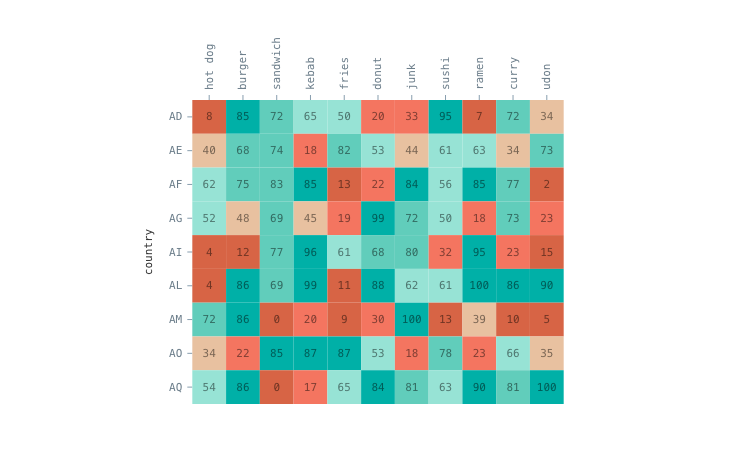 hot dog burger sandwich kebab fries donut junk sushi ramen curry udon
AD 8 85 72 65 50 20 33 95 7 72 34
AE 40 68 74 18 82 53 44 61 63 34 73
AF 62 75 83 85 13 22 84 56 85 77 2
AG 52 48 69 45 19 99 72 50 18 73 23
AI 4 12 77 96 61 68 80 32 95 23 15
AL 4 86 69 99 11 88 62 61 100 86 90
AM 72 86 0 20 9 30 100 13 39 10 5
AO 34 22 85 87 87 53 18 78 23 66 35
AQ 54 86 0 17 65 84 81 63 90 81 100
country